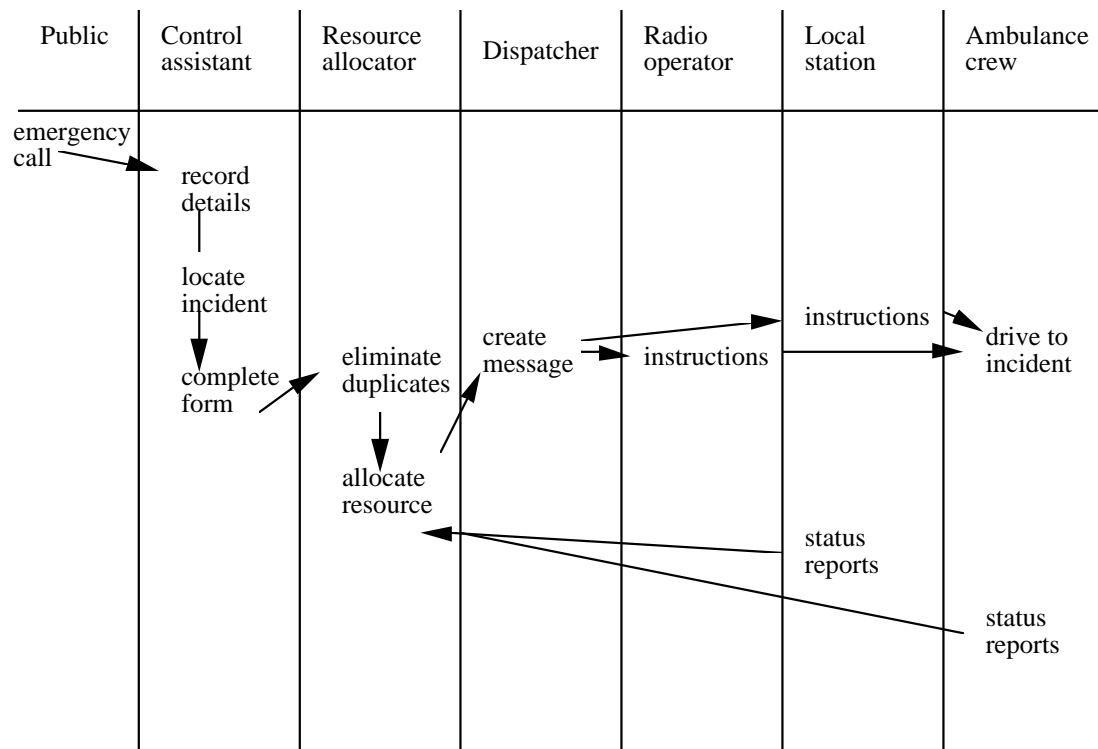 Public
Control
assistant
Resource
allocator
Dispatcher
Radio
operator
Local
station
Ambulance
crew
emergency
call
record
details
locate
incident
complete
form
eliminate
duplicates
allocate
resource
create
message
instructions
instructions
drive to
incident
status
reports
status
reports